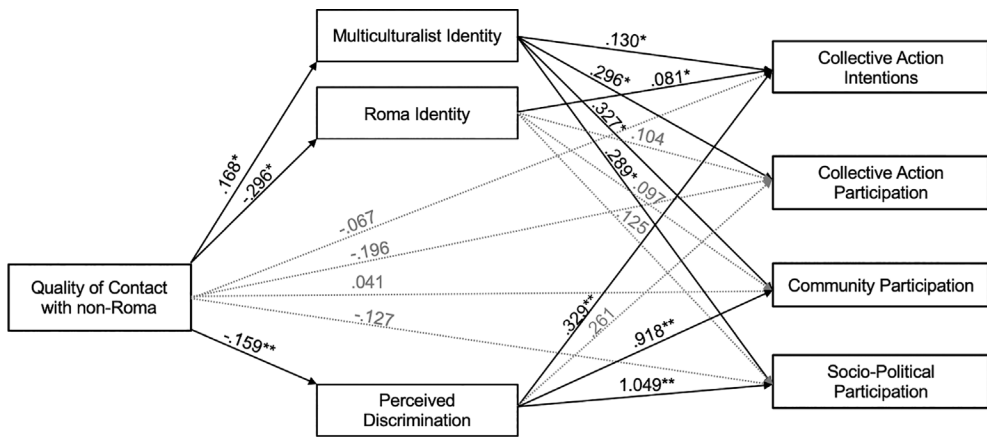 Multiculturalist Identity
Roma Identity
Quality of Contact
with non-Roma
Perceived
Discrimination
Collective Action
Intentions
Collective Action
Participation
Community Participation
Socio-Political
Participation
.168*
-.296*
-.159**
.130*
.296*
.081*
.327*
.104
.289*
.097
.125
-.067
-.196
.041
-.127
.329**
.261
.918**
1.049**